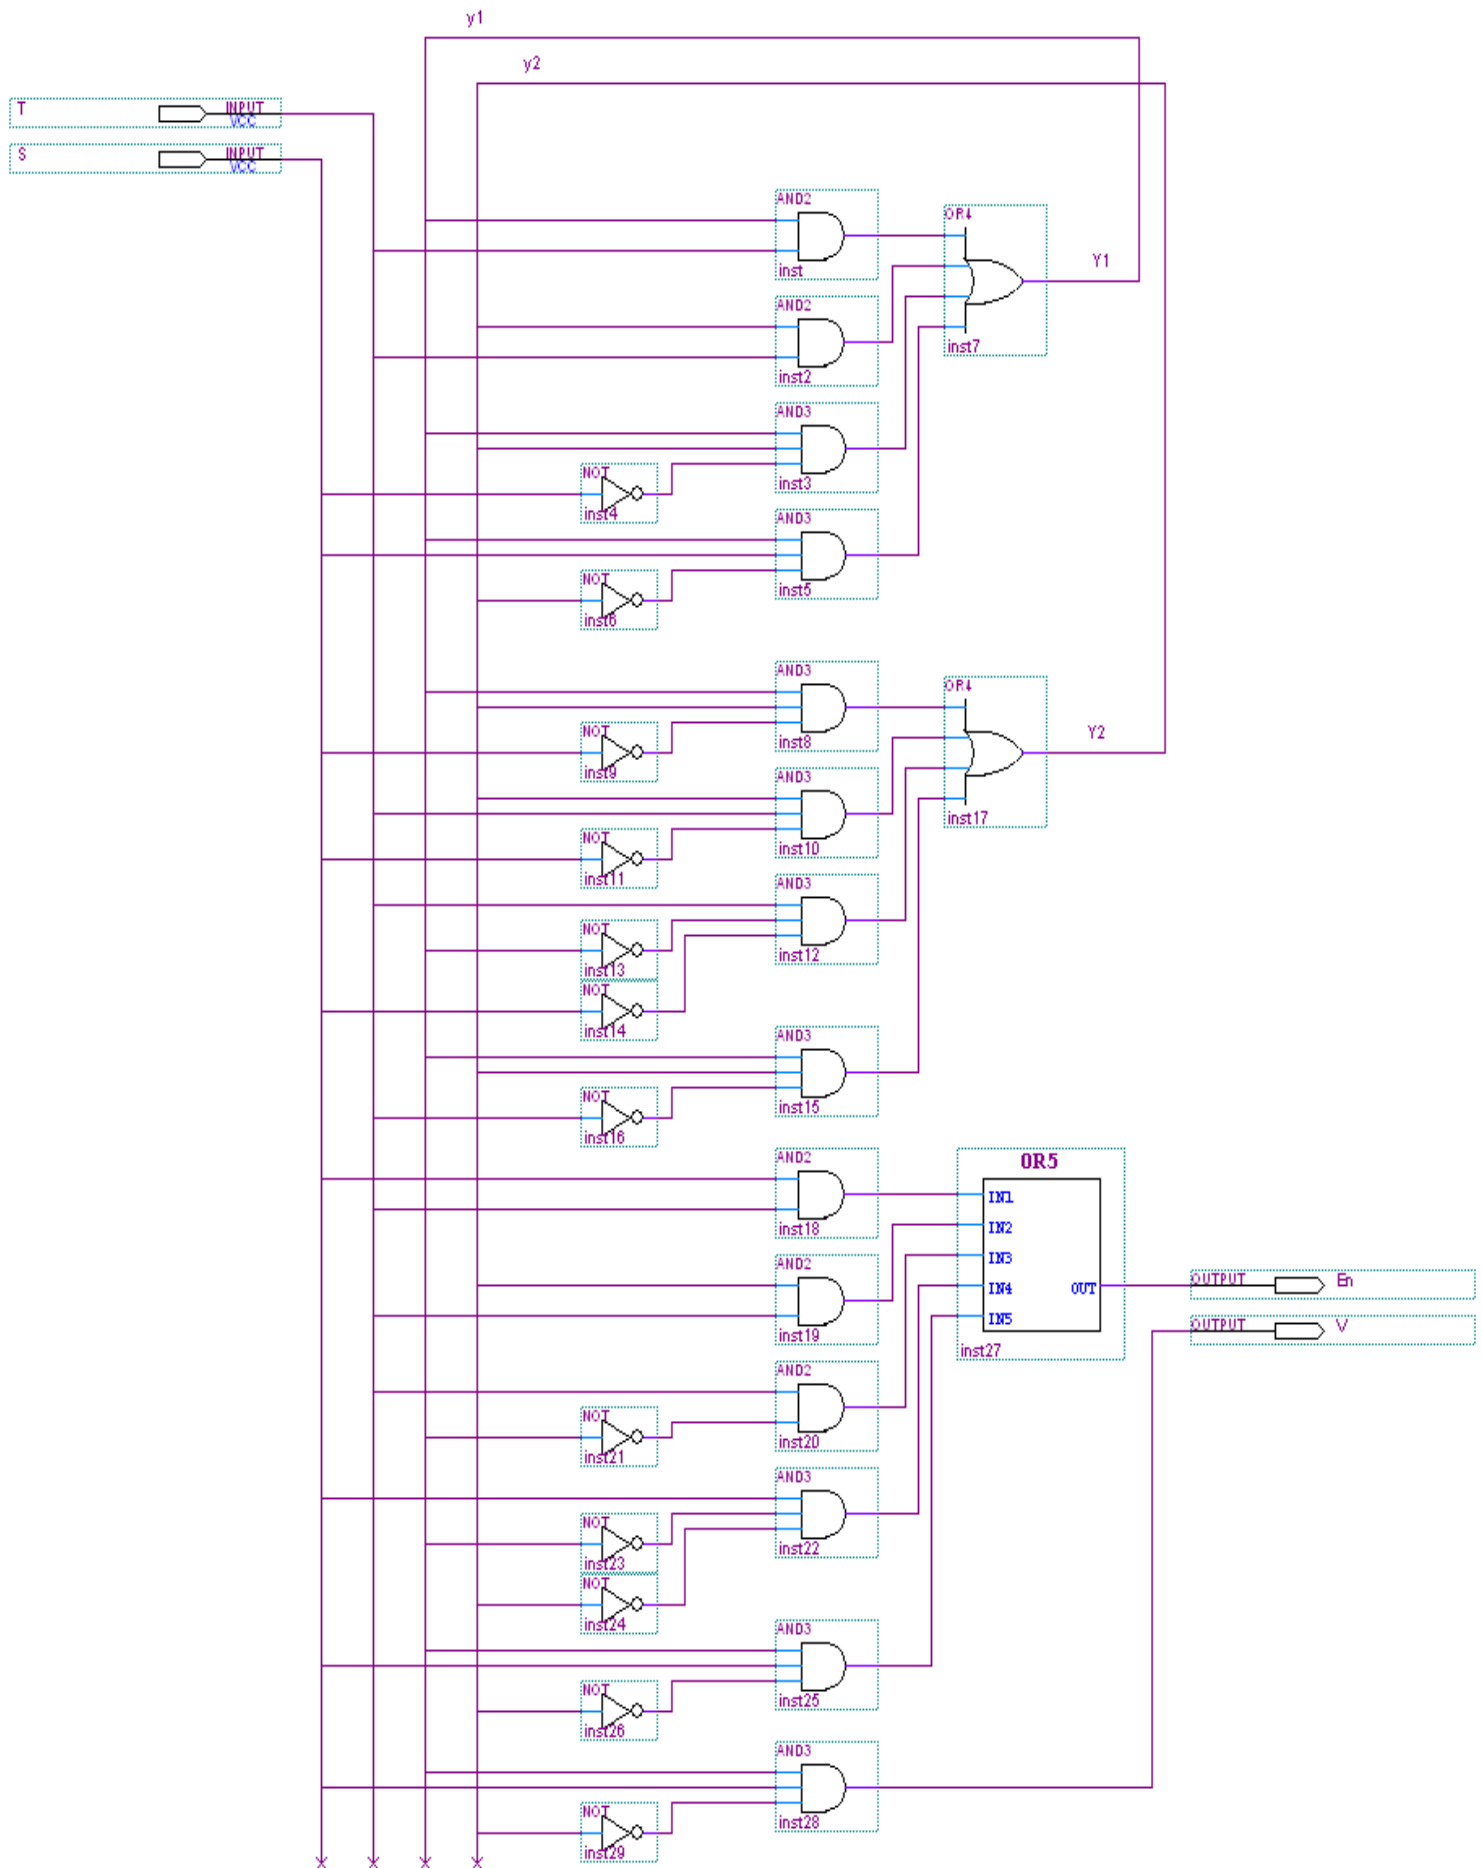 y1
y2
T
INPUT
VCC
S
INPUT
VCC
AND2
inst
OR4
Y1
inst7
AND2
inst2
AND3
inst3
NOT
inst4
AND3
inst5
NOT
inst6
AND3
inst8
NOT
inst9
OR4
Y2
inst17
AND3
inst10
NOT
inst11
AND3
inst12
NOT
inst13
NOT
inst14
AND3
inst15
NOT
inst16
AND2
inst18
OR5
IN1
IN2
IN3
IN4
IN5
OUT
inst27
OUTPUT
En
OUTPUT
V
AND2
inst19
AND2
inst20
NOT
inst21
AND3
inst22
NOT
inst23
NOT
inst24
AND3
inst25
NOT
inst26
AND3
inst28
NOT
inst29